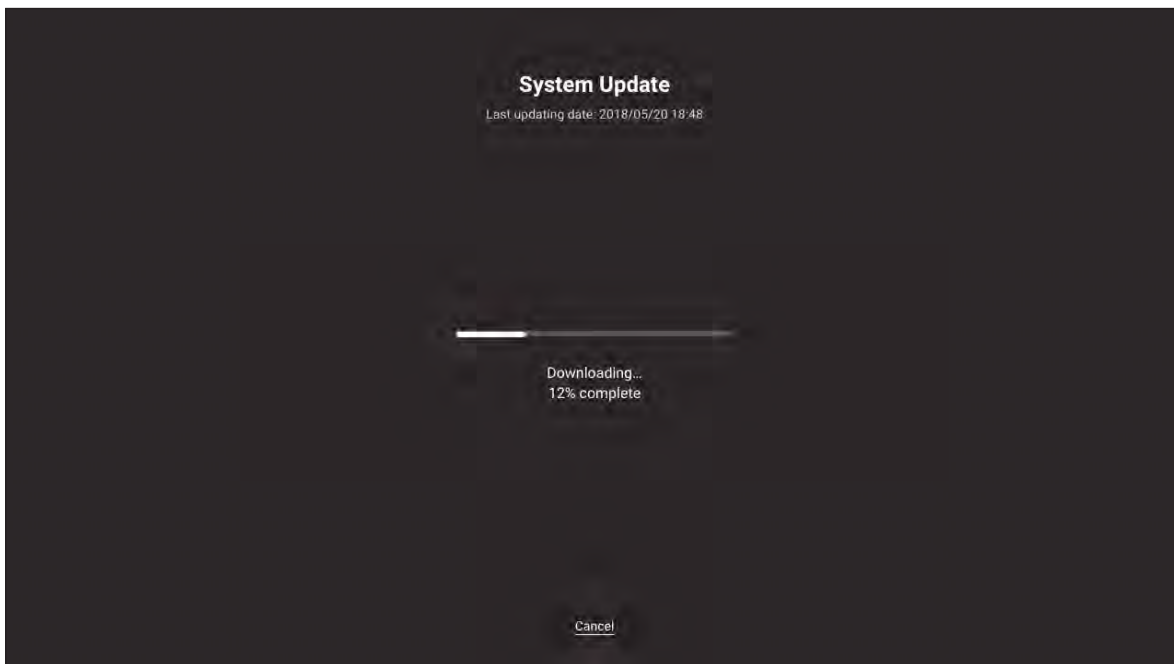 System Update
Last updating date: 2018/05/20 18:48
Downloading...
12% complete
Cancel